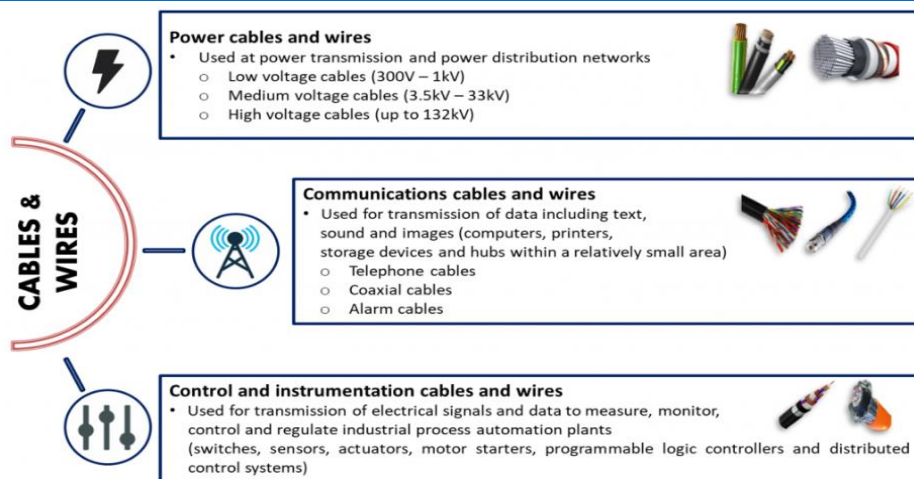 Power cables and wires
• Used at power transmission and power distribution networks
o Low voltage cables (300V – 1kV)
o Medium voltage cables (3.5kV – 33kV)
o High voltage cables (up to 132kV)
CABLES &
WIRES
Communications cables and wires
• Used for transmission of data including text,
sound and images (computers, printers,
storage devices and hubs within a relatively small area)
o Telephone cables
o Coaxial cables
o Alarm cables
Control and instrumentation cables and wires
• Used for transmission of electrical signals and data to measure, monitor,
control and regulate industrial process automation plants
(switches, sensors, actuators, motor starters, programmable logic controllers and distributed
control systems)